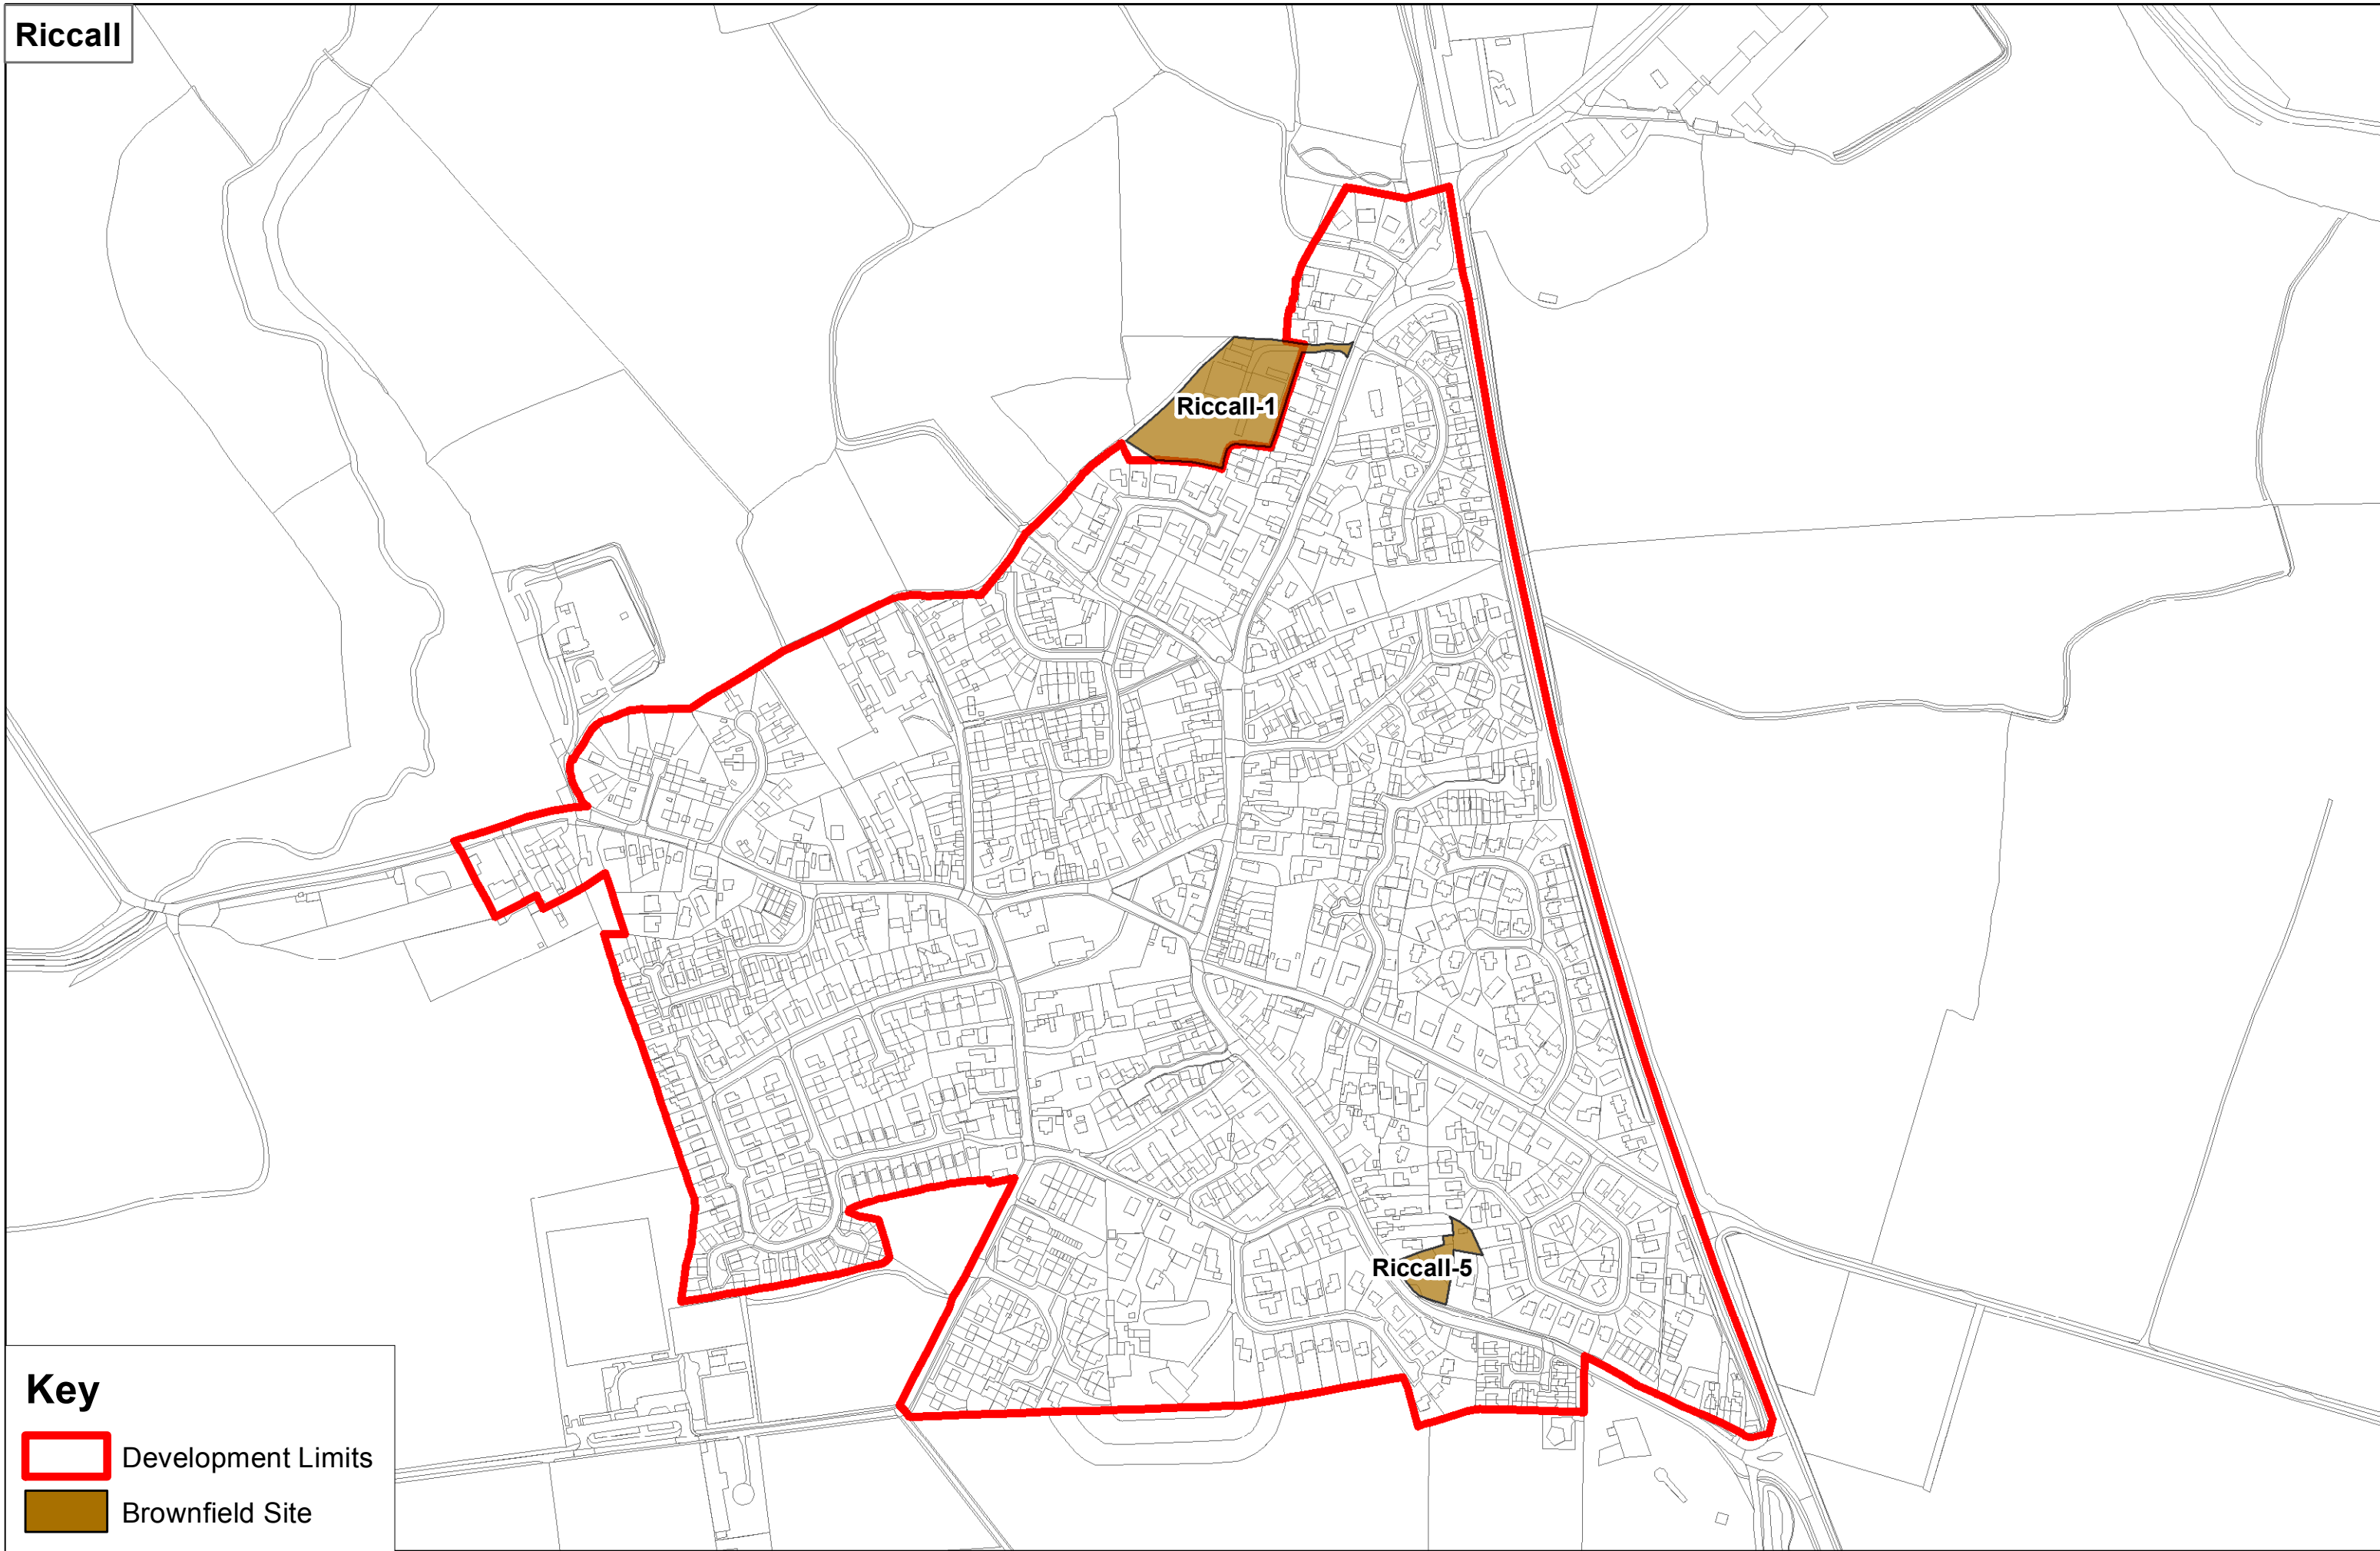 Riccall
Riccall-1
Riccall-5
Key
Development Limits
Brownfield Site